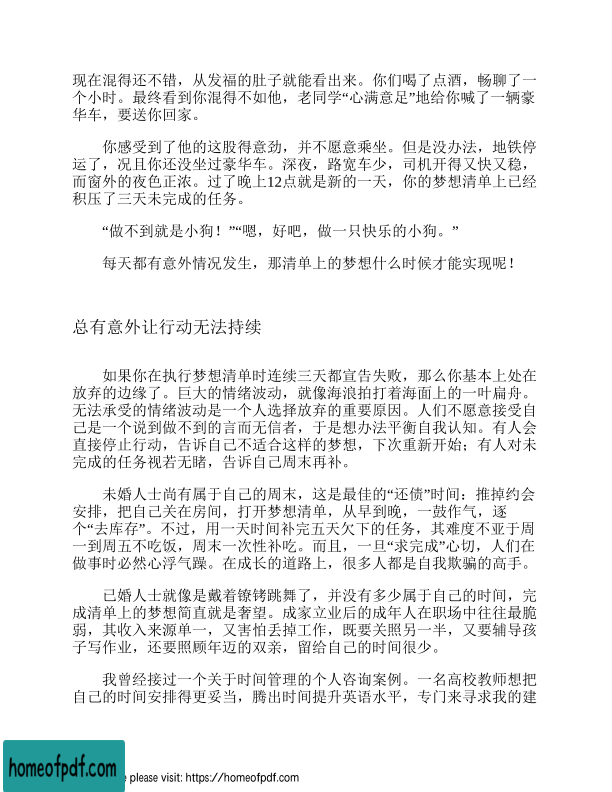 现在混得还不错，从发福的肚子就能看出来。你们喝了点酒，畅聊了一
个小时。最终看到你混得不如他，老同学“心满意足”地给你喊了一辆豪
华车，要送你回家。
你感受到了他的这股得意劲，并不愿意乘坐。但是没办法，地铁停
运了，况且你还没坐过豪华车。深夜，路宽车少，司机开得又快又稳，
而窗外的夜色正浓。过了晚上12点就是新的一天，你的梦想清单上已经
积压了三天未完成的任务。
“做不到就是小狗！”“嗯，好吧，做一只快乐的小狗。”
每天都有意外情况发生，那清单上的梦想什么时候才能实现呢！
总有意外让行动无法持续
如果你在执行梦想清单时连续三天都宣告失败，那么你基本上处在
放弃的边缘了。巨大的情绪波动，就像海浪拍打着海面上的一叶扁舟。
无法承受的情绪波动是一个人选择放弃的重要原因。人们不愿意接受自
己是一个说到做不到的言而无信者，于是想办法平衡自我认知。有人会
直接停止行动，告诉自己不适合这样的梦想，下次重新开始；有人对未
完成的任务视若无睹，告诉自己周末再补。
未婚人士尚有属于自己的周末，这是最佳的“还债”时间：推掉约会
安排，把自己关在房间，打开梦想清单，从早到晚，一鼓作气，逐
个“去库存”。不过，用一天时间补完五天欠下的任务，其难度不亚于周
一到周五不吃饭，周末一次性补吃。而且，一旦“求完成”心切，人们在
做事时必然心浮气躁。在成长的道路上，很多人都是自我欺骗的高手。
已婚人士就像是戴着镣铐跳舞了，并没有多少属于自己的时间，完
成清单上的梦想简直就是奢望。成家立业后的成年人在职场中往往最脆
弱，其收入来源单一，又害怕丢掉工作，既要关照另一半，又要辅导孩
子写作业，还要照顾年迈的双亲，留给自己的时间很少。
我曾经接过一个关于时间管理的个人咨询案例。一名高校教师想把
自己的时间安排得更妥当，腾出时间提升英语水平，专门来寻求我的建
homeofpdf.com
e please visit: https://homeofpdf.com